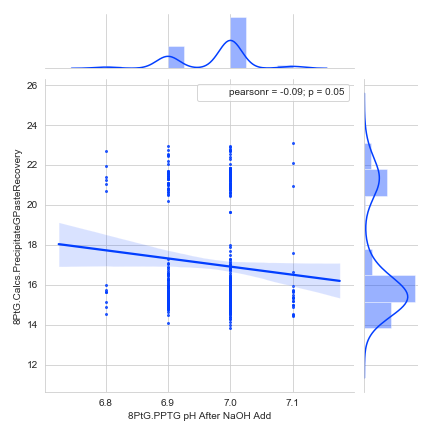 pearsonr = -0.09; p = 0.05
26
24
22
20
18
16
14
12
8PtG.Calcs.PrecipitateGPasteRecovery
6.8 6.9 7.0 7.1
8PtG.PPTG pH After NaOH Add